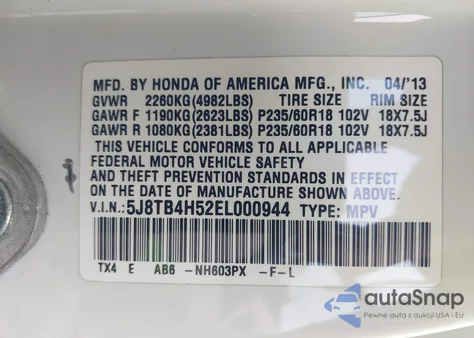 MFD. BY HONDA OF AMERICA MFG., INC. 04/'13
GVWR 2260KG(4982LBS) TIRE SIZE RIM SIZE
GAWR F 1190KG(2623LBS) P235/60R18 102V 18X7.5J
GAWR R 1080KG(2381LBS) P235/60R18 102V 18X7.5J
THIS VEHICLE CONFORMS TO ALL APPLICABLE
FEDERAL MOTOR VEHICLE SAFETY
AND THEFT PREVENTION STANDARDS IN EFFECT
ON THE DATE OF MANUFACTURE SHOWN ABOVE.
V.I.N.:5J8TB4H52EL000944 TYPE: MPV
TX4 E AB6 -NH603PX -F-L
autoSnap
Pewne auta z aukcji USA i EU